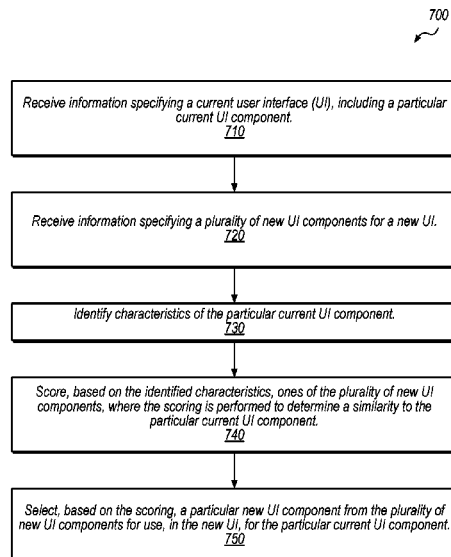 700
Receive information specifying a current user interface (UI), including a particular
current UI component.
710
Receive information specifying a plurality of new UI components for a new UI.
720
Identify characteristics of the particular current UI component.
730
Score, based on the identified characteristics, ones of the plurality of new UI
components, where the scoring is performed to determine a similarity to the
particular current UI component.
740
Select, based on the scoring, a particular new UI component from the plurality of
new UI components for use, in the new UI, for the particular current UI component.
750